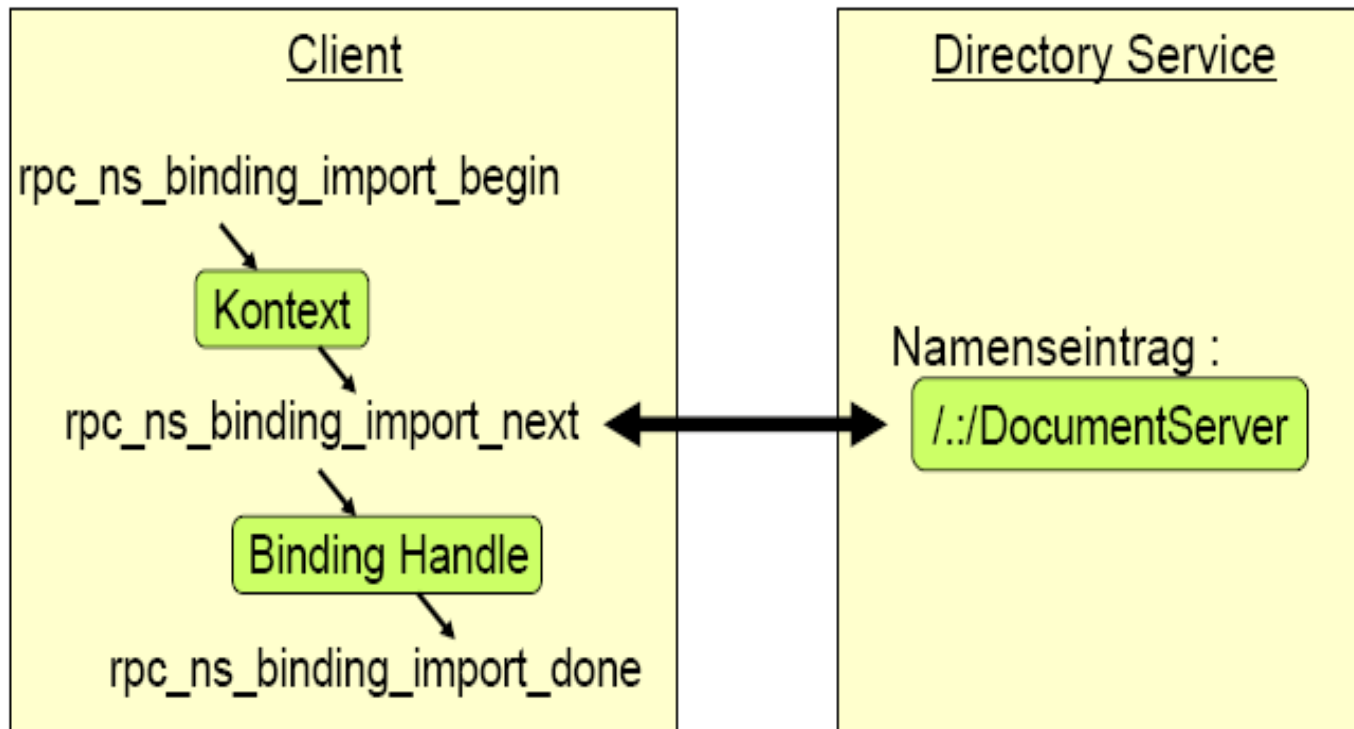 Client
rpc_ns_binding_import_begin
Kontext
rpc_ns_binding_import_next
Binding Handle
rpc_ns_binding_import_done
Directory Service
Namenseintrag :
/.:/DocumentServer